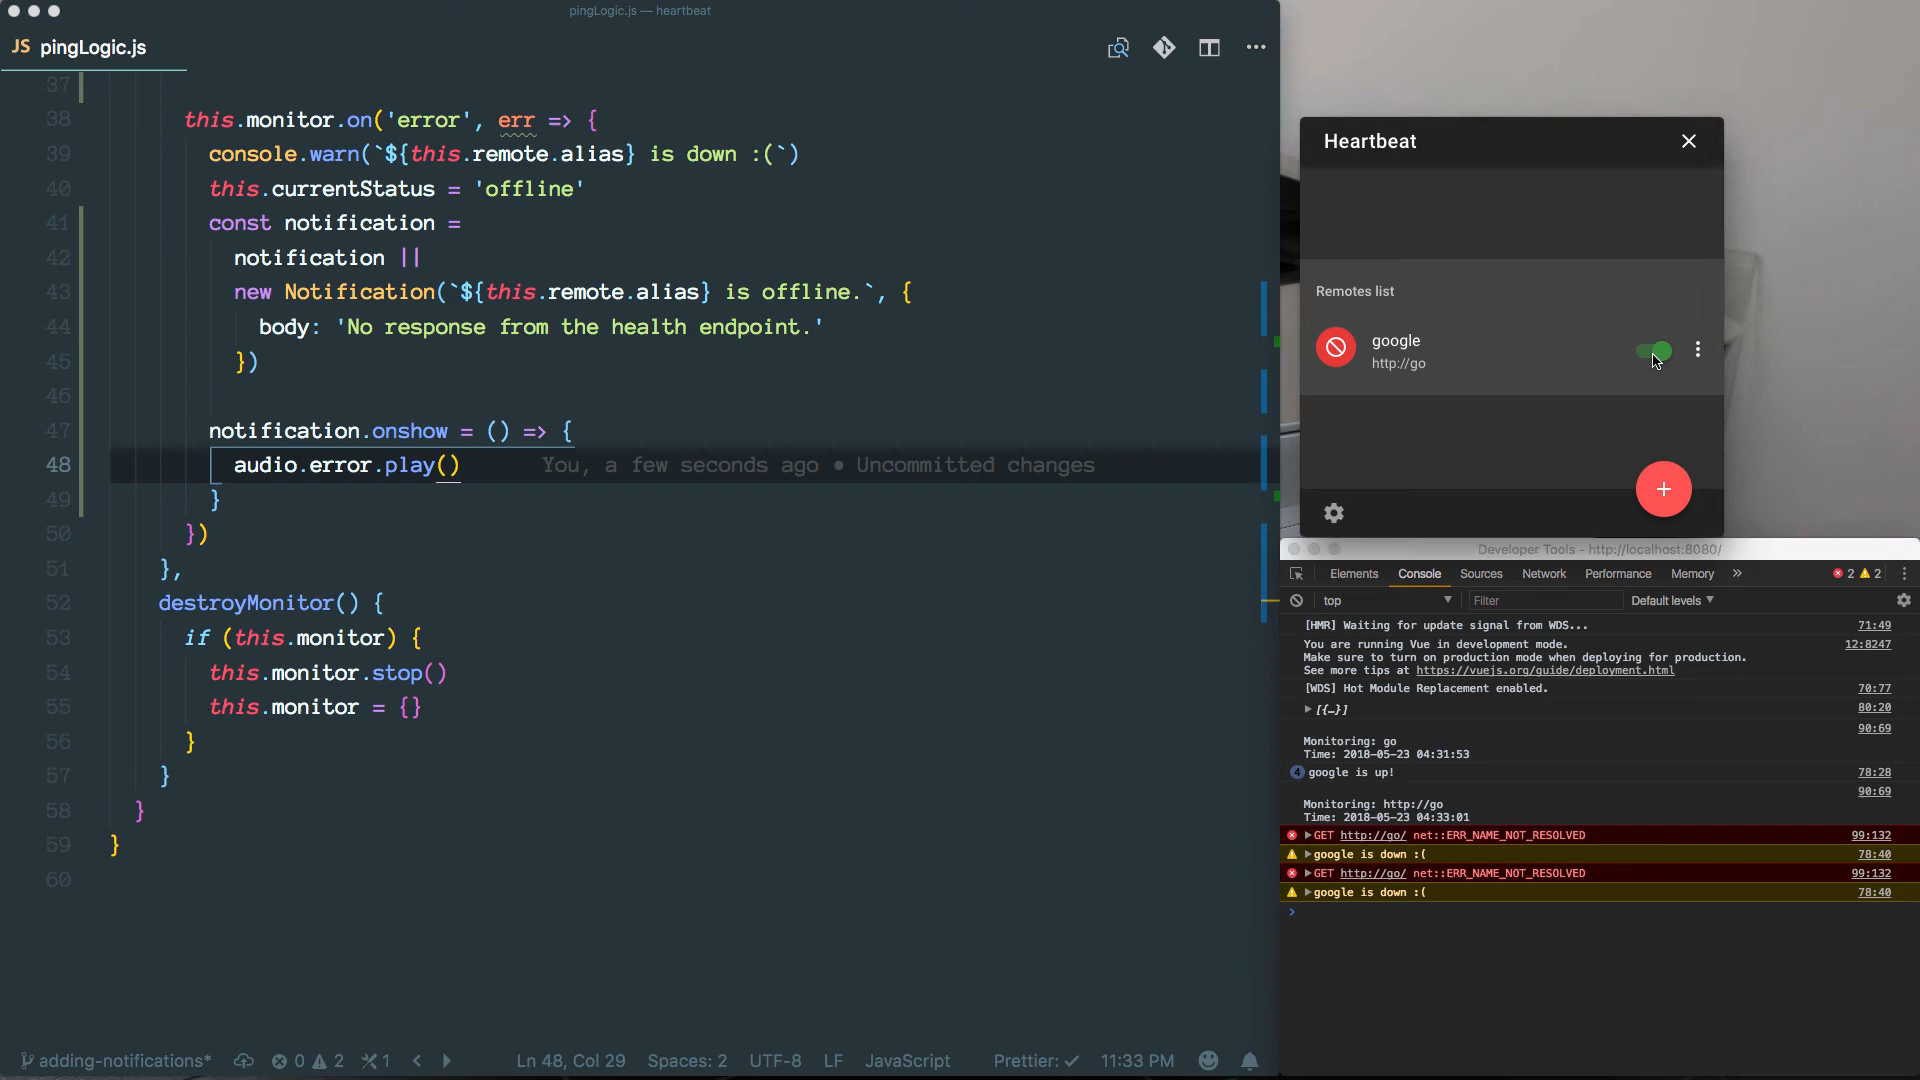 pingLogic.js — heartbeat
JS pingLogic.js
37
38 this.monitor.on('error', err => {
39 console.warn(`${this.remote.alias} is down :(`)
40 this.currentStatus = 'offline'
41 const notification =
42 notification ||
43 new Notification(`${this.remote.alias} is offline.`, {
44 body: 'No response from the health endpoint.'
45 })
46
47 notification.onshow = () => {
48 audio.error.play() You, a few seconds ago • Uncommitted changes
49 }
50 })
51 },
52 destroyMonitor() {
53 if (this.monitor) {
54 this.monitor.stop()
55 this.monitor = {}
56 }
57 }
58 }
59 }
60
adding-notifications* 0 2 1 Ln 48, Col 29 Spaces: 2 UTF-8 LF JavaScript Prettier: ✓ 11:33 PM
Heartbeat
Remotes list
google
http://go
Developer Tools - http://localhost:8080/
Elements Console Sources Network Performance Memory » 2 2
top Filter Default levels
[HMR] Waiting for update signal from WDS... 71:49
You are running Vue in development mode. 12:8247
Make sure to turn on production mode when deploying for production.
See more tips at https://vuejs.org/guide/deployment.html
[WDS] Hot Module Replacement enabled. 70:77
[{…}] 80:20
90:69
Monitoring: go
Time: 2018-05-23 04:31:53
4 google is up! 78:28
90:69
Monitoring: http://go
Time: 2018-05-23 04:33:01
GET http://go/ net::ERR_NAME_NOT_RESOLVED 99:132
google is down :( 78:40
GET http://go/ net::ERR_NAME_NOT_RESOLVED 99:132
google is down :( 78:40